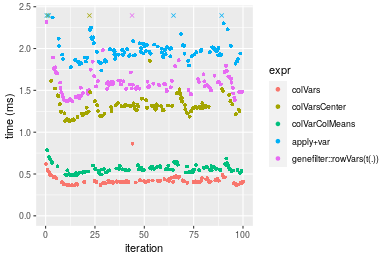 2.5
2.0
1.5
1.0
0.5
0.0
time (ms)
0
25
50
75
100
iteration
expr
colVars
colVarsCenter
colVarColMeans
apply+var
genefilter::rowVars(t(.))